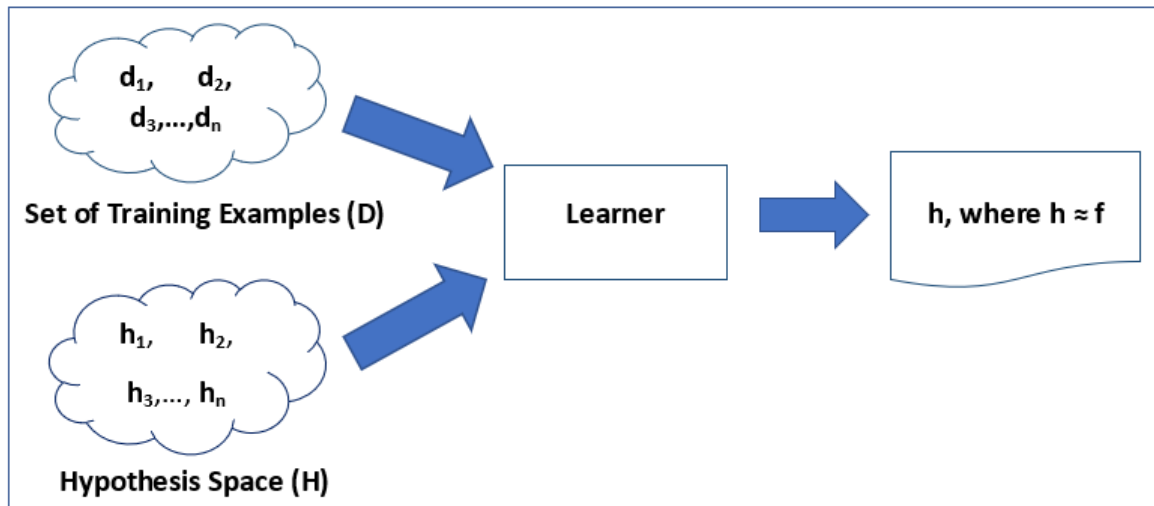 d₁, d₂,
d₃,...,dₙ
Set of Training Examples (D)
Learner
h, where h ≈ f
h₁, h₂,
h₃,..., hₙ
Hypothesis Space (H)